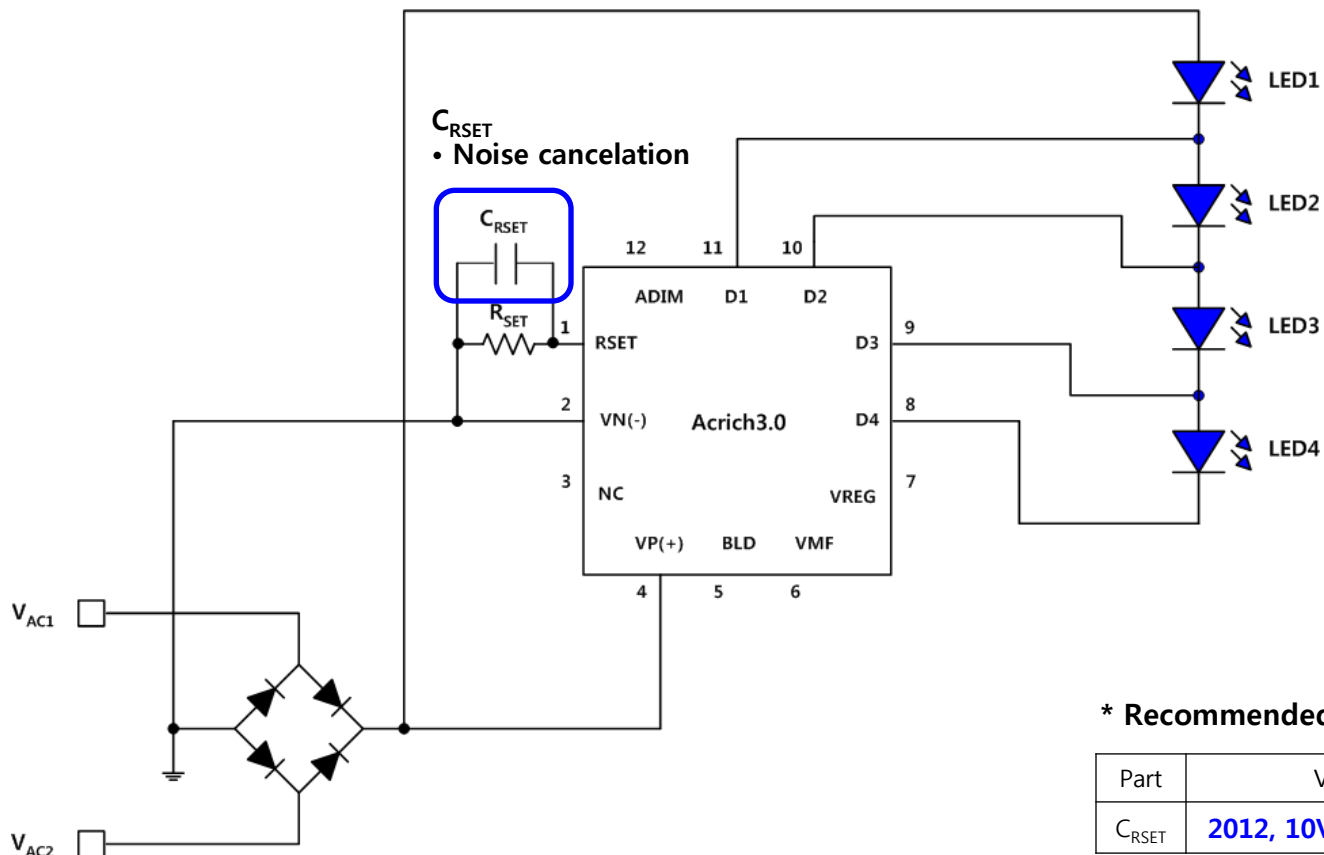 LED1
C_RSET
• Noise cancelation
C_RSET
LED2
12 11 10
ADIM D1 D2
R_SET
1 RSET
D3 9
LED3
2 VN(-)
Acrich3.0
D4 8
LED4
3 NC
VREG 7
VP(+) BLD VMF
4 5 6
V_AC1
* Recommended
Part
C_RSET 2012, 10V
V_AC2